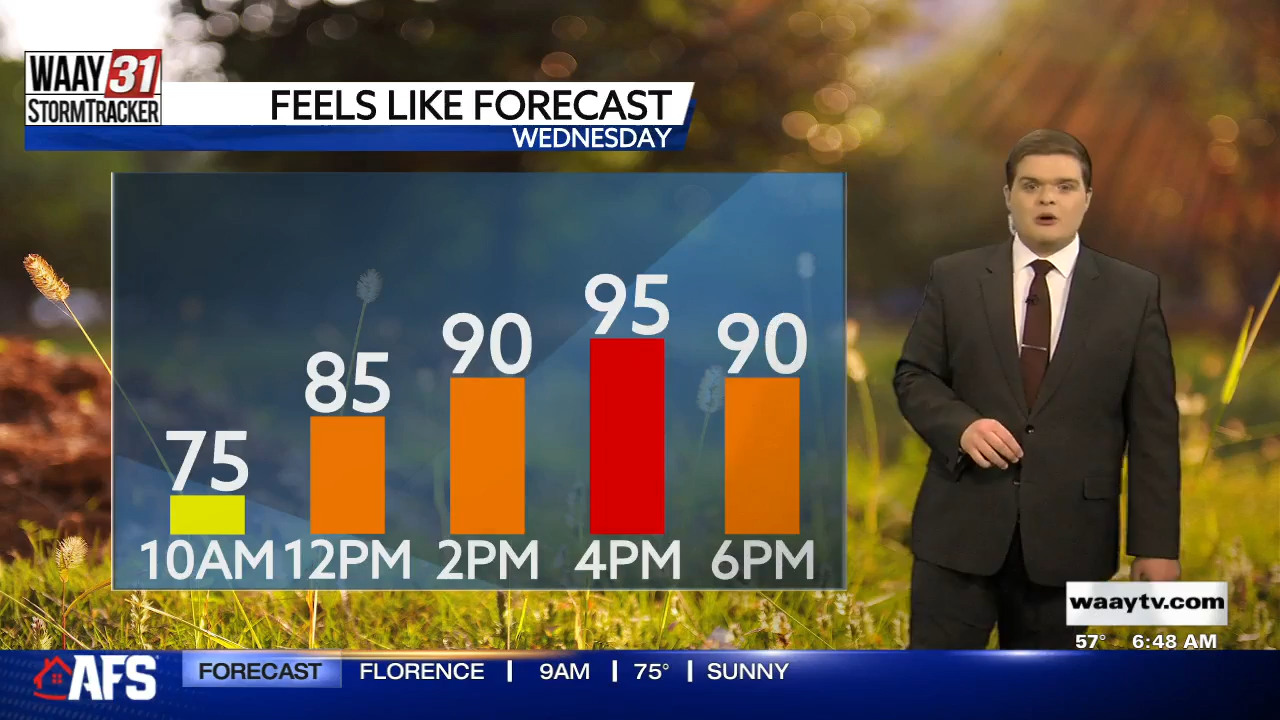 WAAY 31
STORMTRACKER
FEELS LIKE FORECAST
WEDNESDAY
75 85 90 95 90
10AM 12PM 2PM 4PM 6PM
waaytv.com
57° 6:48 AM
AFS FORECAST FLORENCE | 9AM | 75° | SUNNY